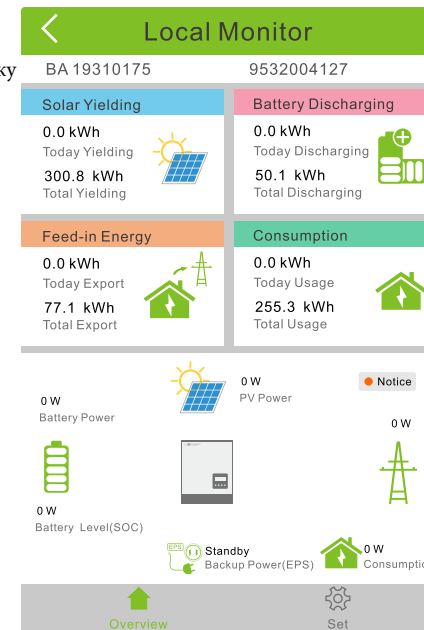 Local Monitor
ку
BA 19310175 9532004127
Solar Yielding
0.0 kWh
Today Yielding
300.8 kWh
Total Yielding
Battery Discharging
0.0 kWh
Today Discharging
50.1 kWh
Total Discharging
Feed-in Energy
0.0 kWh
Today Export
77.1 kWh
Total Export
Consumption
0.0 kWh
Today Usage
255.3 kWh
Total Usage
0 W
PV Power
Notice
0 W
Battery Power
0 W
0 W
Battery Level(SOC)
EPS
Standby
Backup Power(EPS)
0 W
Consumptio
Overview
Set